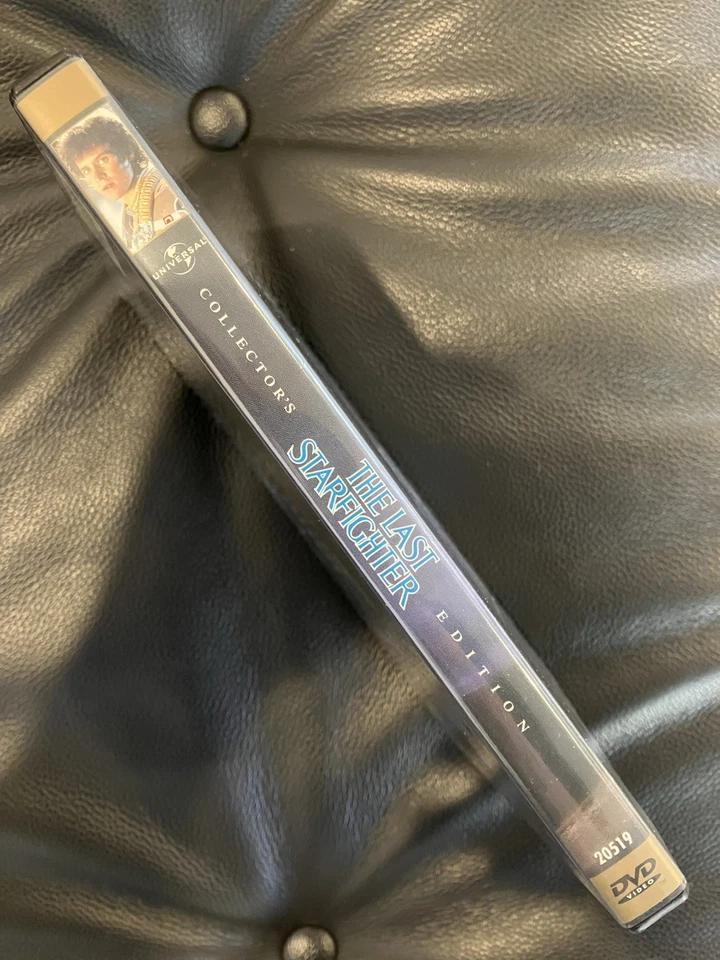 UNIVERSAL
COLLECTOR'S
THE LAST
STARFIGHTER
EDITION
20519
DVD
VIDEO